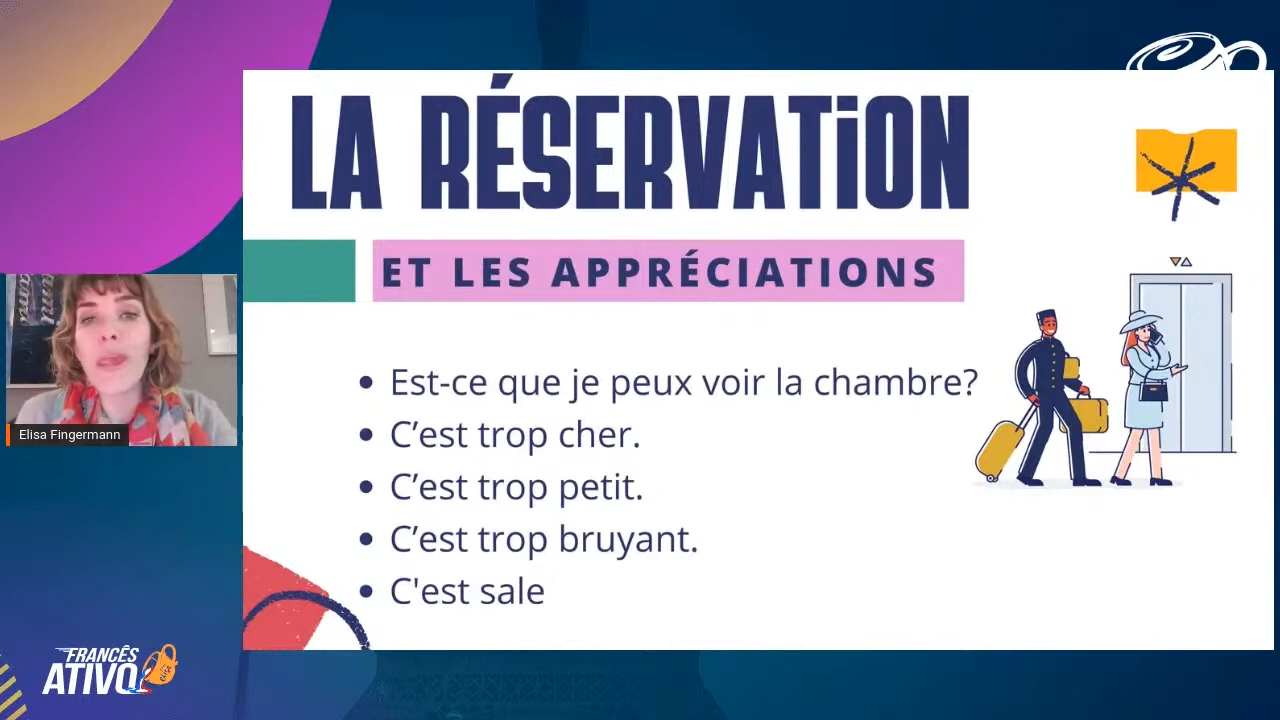 LA RÉSERVATiON
ET LES APPRÉCIATIONS
• Est-ce que je peux voir la chambre?
• C’est trop cher.
• C’est trop petit.
• C’est trop bruyant.
• C'est sale
Elisa Fingermann
FRANCÊS
ATIVO